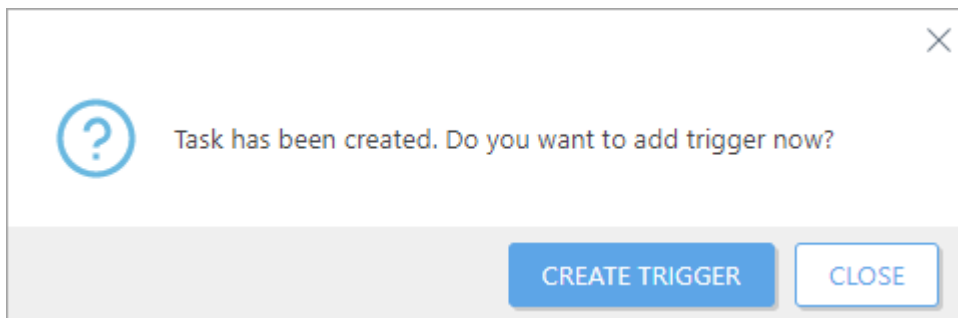 Task has been created. Do you want to add trigger now?
CREATE TRIGGER
CLOSE